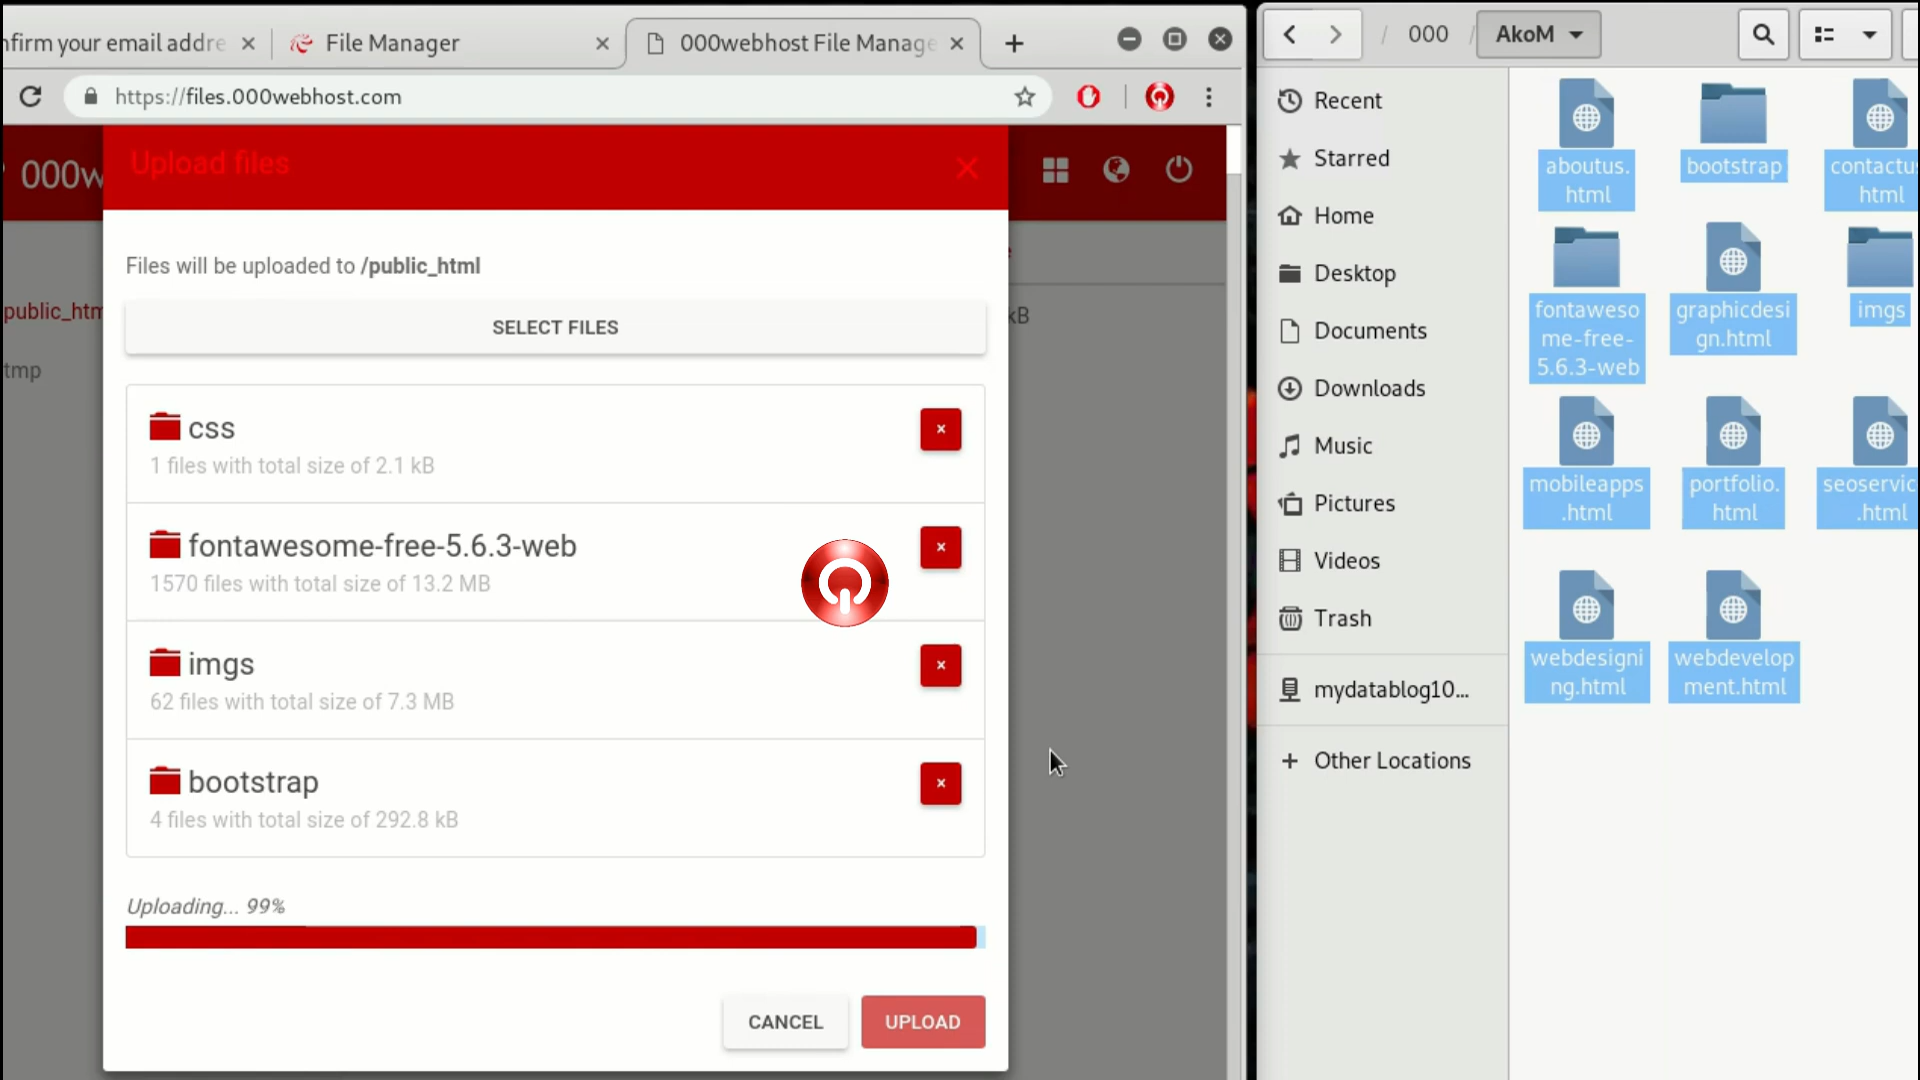 nfirm your email addre
File Manager
000webhost File Manage
https://files.000webhost.com
000w
Upload files
Files will be uploaded to /public_html
SELECT FILES
public_htm
tmp
kB
css
1 files with total size of 2.1 kB
fontawesome-free-5.6.3-web
1570 files with total size of 13.2 MB
imgs
62 files with total size of 7.3 MB
bootstrap
4 files with total size of 292.8 kB
Uploading... 99%
CANCEL
UPLOAD
/ 000 / AkoM
Recent
Starred
Home
Desktop
Documents
Downloads
Music
Pictures
Videos
Trash
mydatablog10...
+ Other Locations
aboutus.
html
bootstrap
contactus
html
fontaweso
me-free-
5.6.3-web
graphicdesi
gn.html
imgs
mobileapps
.html
portfolio.
html
seoservic
.html
webdesigni
ng.html
webdevelop
ment.html